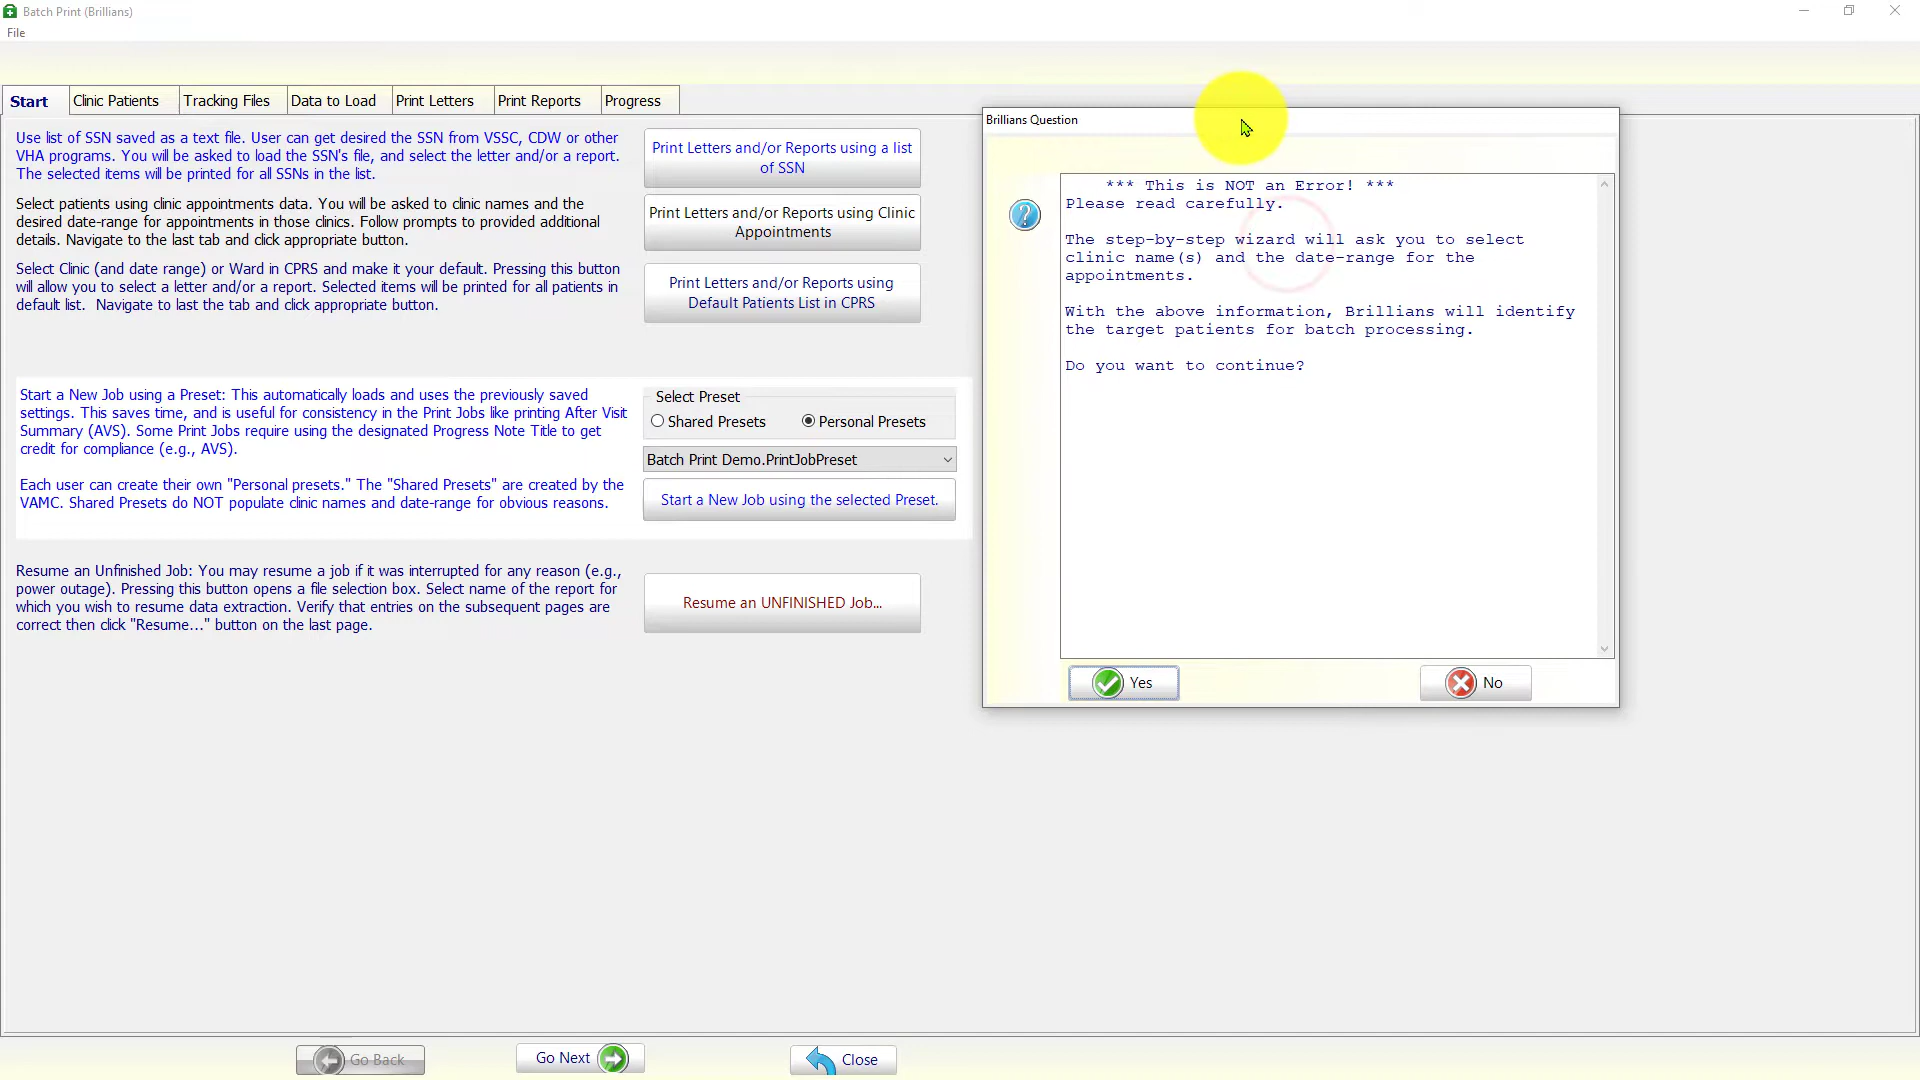 Batch Print (Brillians)
File
Start
Clinic Patients
Tracking Files
Data to Load
Print Letters
Print Reports
Progress
Use list of SSN saved as a text file. User can get desired the SSN from VSSC, CDW or other
VHA programs. You will be asked to load the SSN's file, and select the letter and/or a report.
The selected items will be printed for all SSNs in the list.
Print Letters and/or Reports using a list
of SSN
Select patients using clinic appointments data. You will be asked to clinic names and the
desired date-range for appointments in those clinics. Follow prompts to provided additional
details. Navigate to the last tab and click appropriate button.
Print Letters and/or Reports using Clinic
Appointments
Select Clinic (and date range) or Ward in CPRS and make it your default. Pressing this button
will allow you to select a letter and/or a report. Selected items will be printed for all patients in
default list.  Navigate to last the tab and click appropriate button.
Print Letters and/or Reports using
Default Patients List in CPRS
Start a New Job using a Preset: This automatically loads and uses the previously saved
settings. This saves time, and is useful for consistency in the Print Jobs like printing After Visit
Summary (AVS). Some Print Jobs require using the designated Progress Note Title to get
credit for compliance (e.g., AVS).
Each user can create their own "Personal presets." The "Shared Presets" are created by the
VAMC. Shared Presets do NOT populate clinic names and date-range for obvious reasons.
Select Preset
Shared Presets
Personal Presets
Batch Print Demo.PrintJobPreset
Start a New Job using the selected Preset.
Resume an Unfinished Job: You may resume a job if it was interrupted for any reason (e.g.,
power outage). Pressing this button opens a file selection box. Select name of the report for
which you wish to resume data extraction. Verify that entries on the subsequent pages are
correct then click "Resume..." button on the last page.
Resume an UNFINISHED Job...
Brillians Question
*** This is NOT an Error! ***
Please read carefully.
The step-by-step wizard will ask you to select
clinic name(s) and the date-range for the
appointments.
With the above information, Brillians will identify
the target patients for batch processing.
Do you want to continue?
Yes
No
Go Back
Go Next
Close